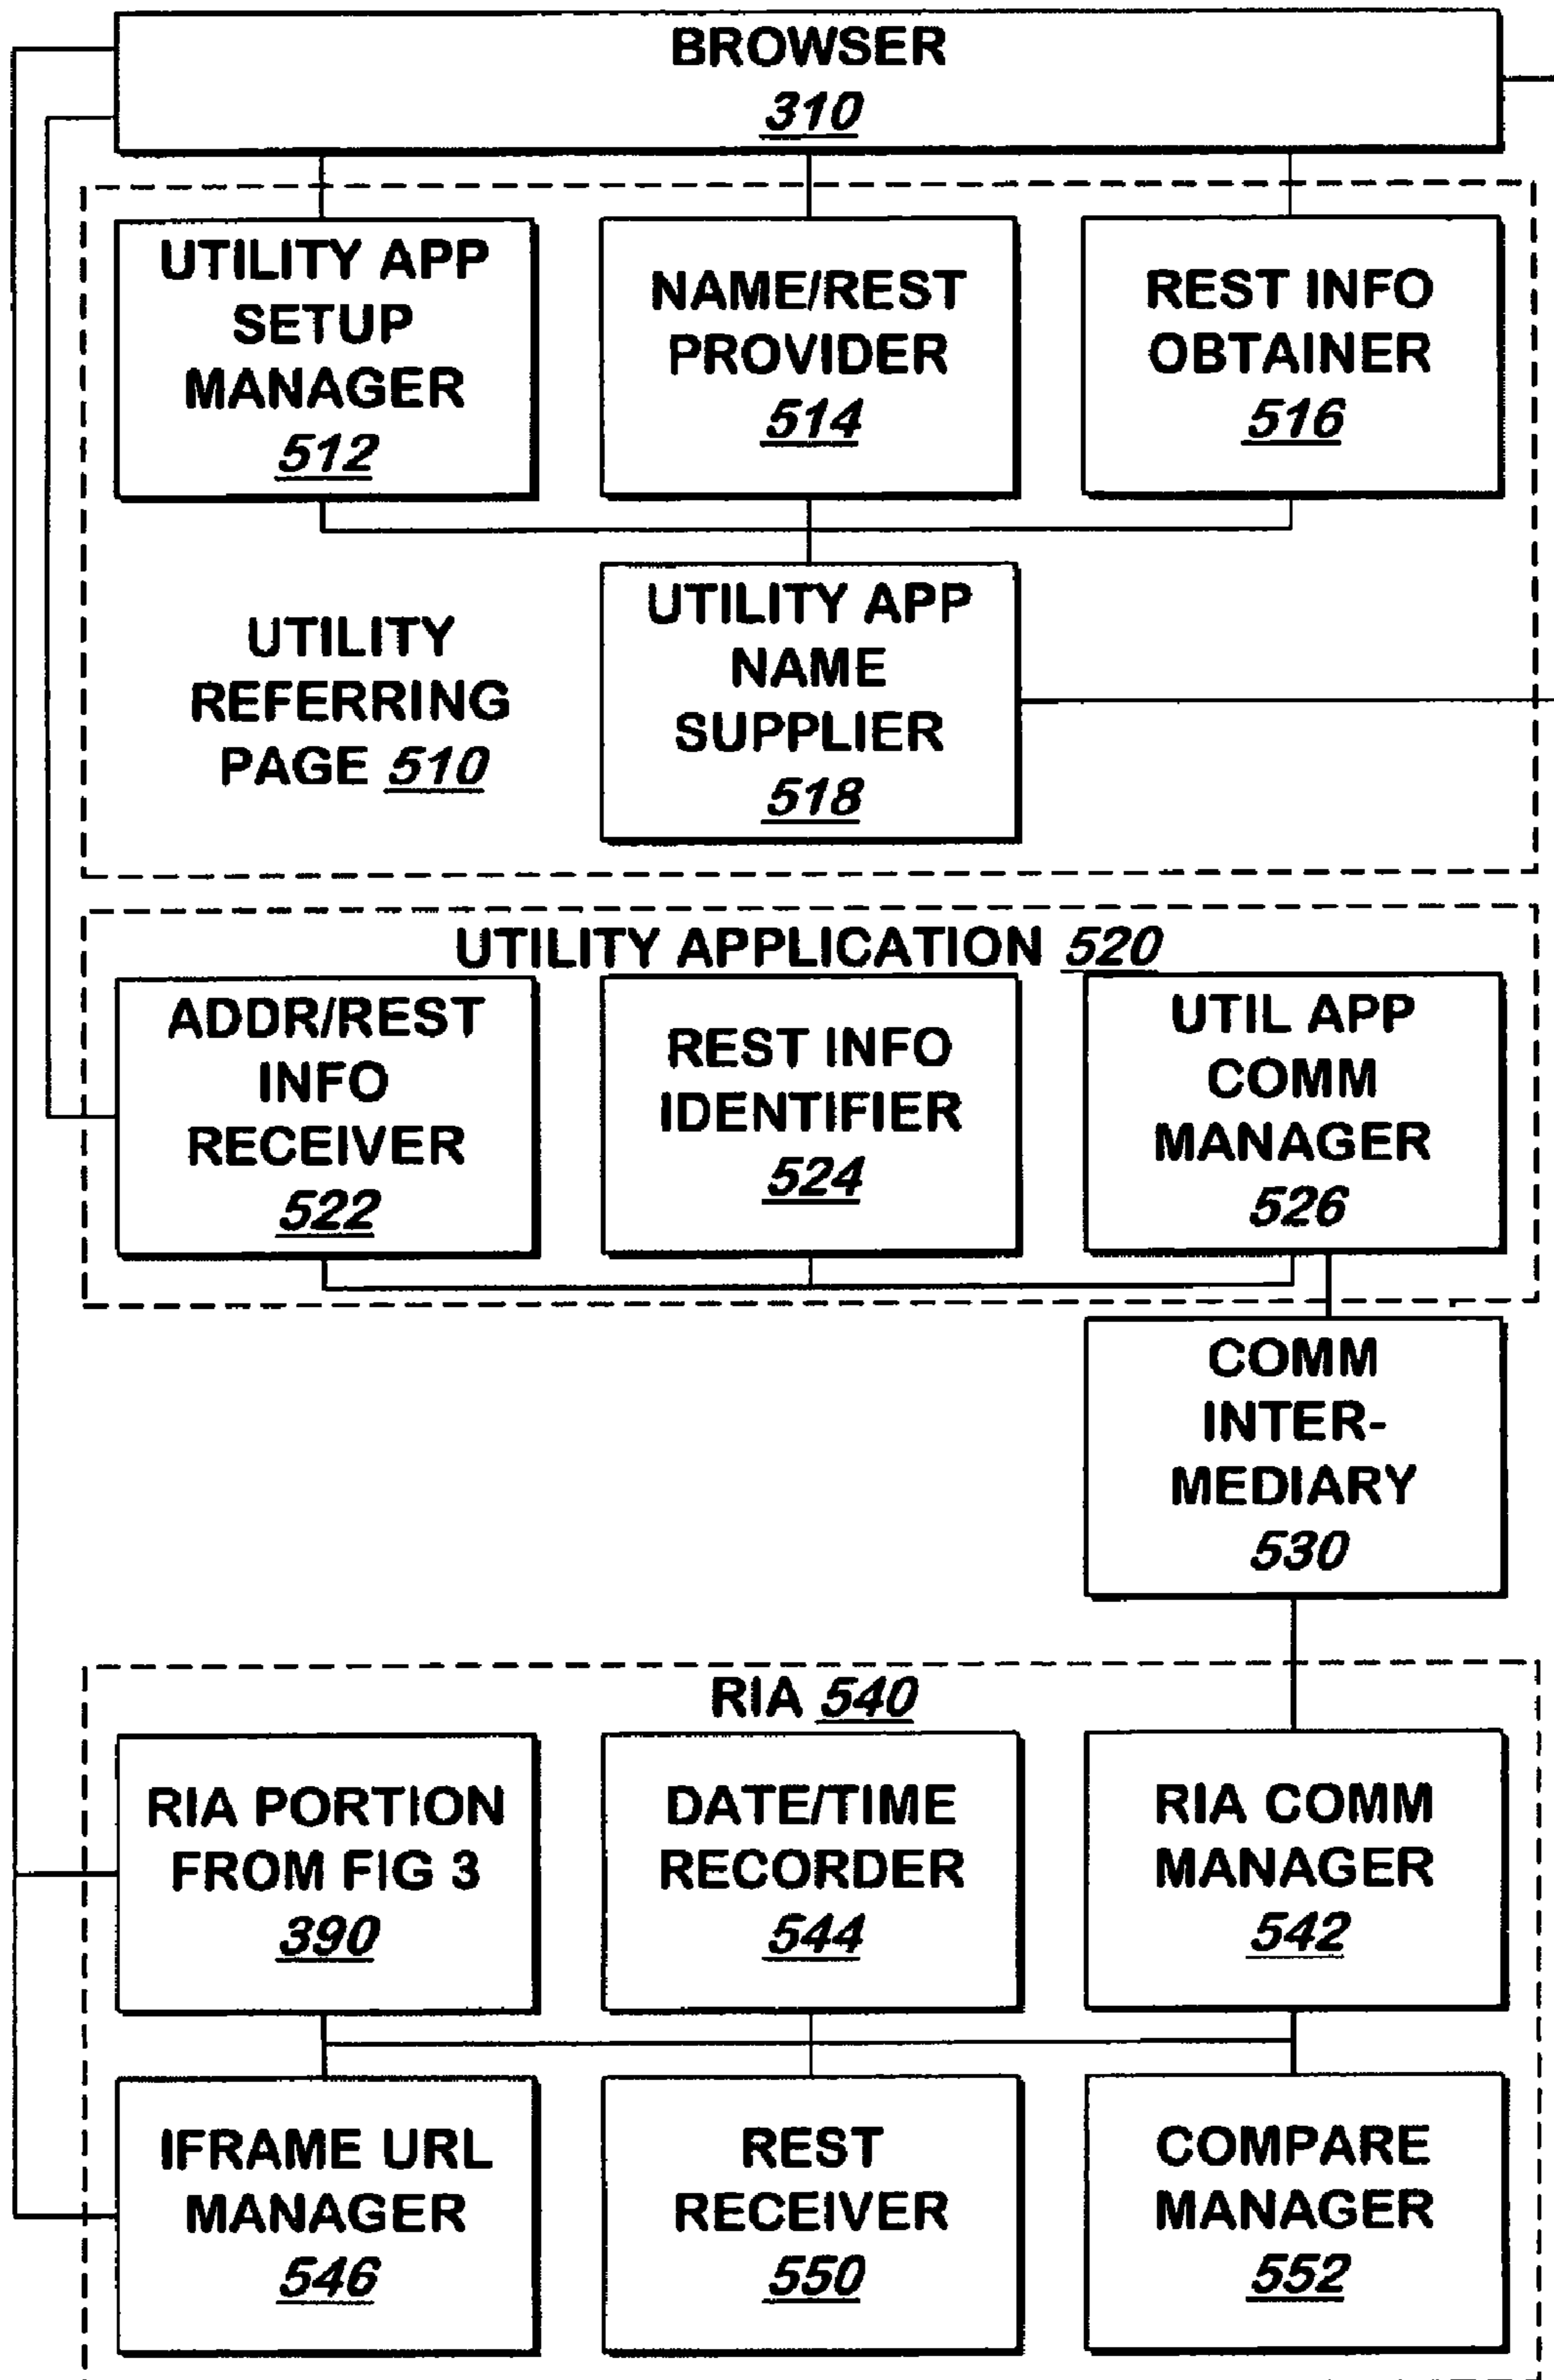 BROWSER
310
UTILITY APP
SETUP
MANAGER
512
NAME/REST
PROVIDER
514
REST INFO
OBTAINER
516
UTILITY
REFERRING
PAGE 510
UTILITY APP
NAME
SUPPLIER
518
UTILITY APPLICATION 520
ADDR/REST
INFO
RECEIVER
522
REST INFO
IDENTIFIER
524
UTIL APP
COMM
MANAGER
526
COMM
INTER-
MEDIARY
530
RIA 540
RIA PORTION
FROM FIG 3
390
DATE/TIME
RECORDER
544
RIA COMM
MANAGER
542
IFRAME URL
MANAGER
546
REST
RECEIVER
550
COMPARE
MANAGER
552